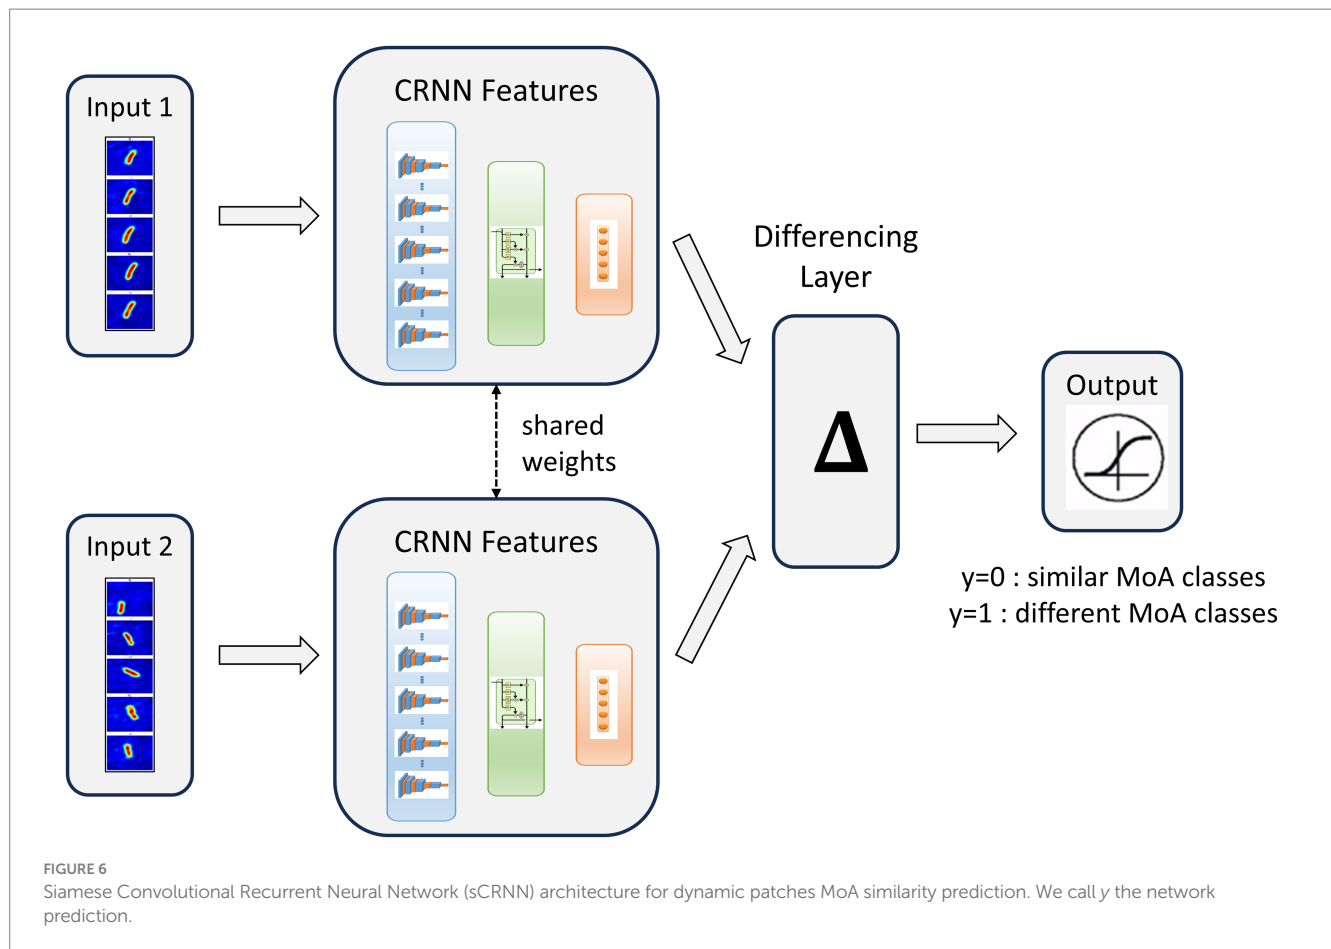 Input 1
CRNN Features
Differencing
Layer
Δ
Output
shared
weights
Input 2
CRNN Features
y=0 : similar MoA classes
y=1 : different MoA classes
FIGURE 6
Siamese Convolutional Recurrent Neural Network (sCRNN) architecture for dynamic patches MoA similarity prediction. We call y the network
prediction.